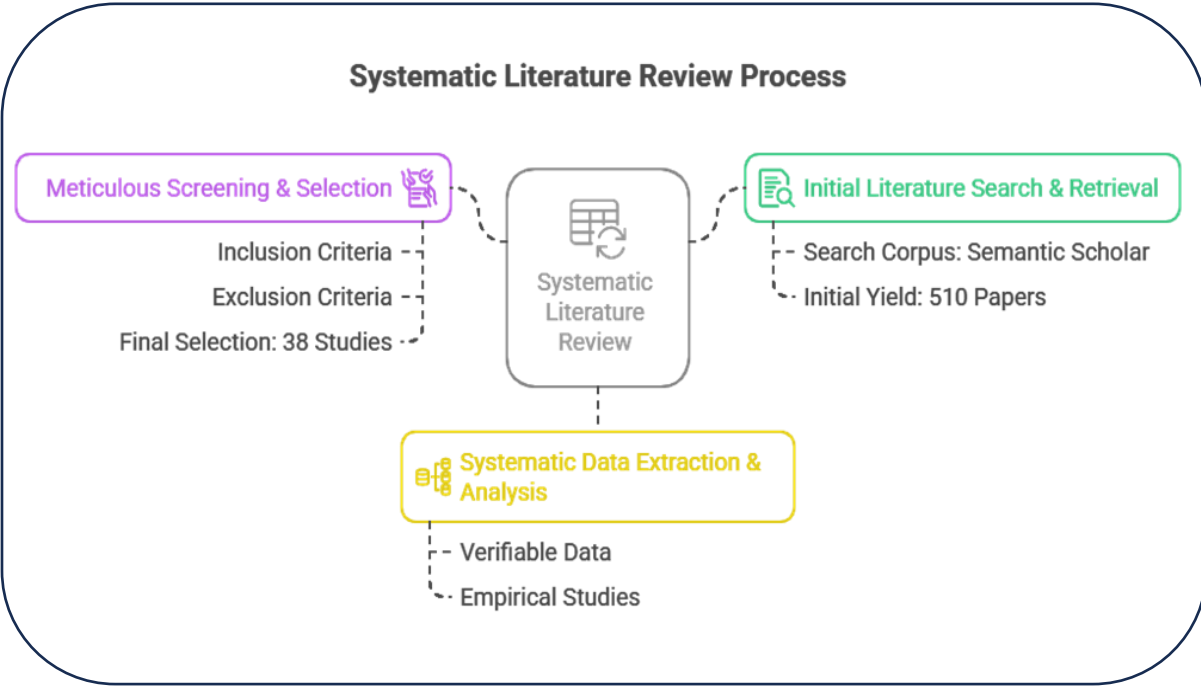 Systematic Literature Review Process
Meticulous Screening & Selection
Inclusion Criteria
Exclusion Criteria
Final Selection: 38 Studies
Systematic
Literature
Review
Initial Literature Search & Retrieval
Search Corpus: Semantic Scholar
Initial Yield: 510 Papers
Systematic Data Extraction &
Analysis
Verifiable Data
Empirical Studies